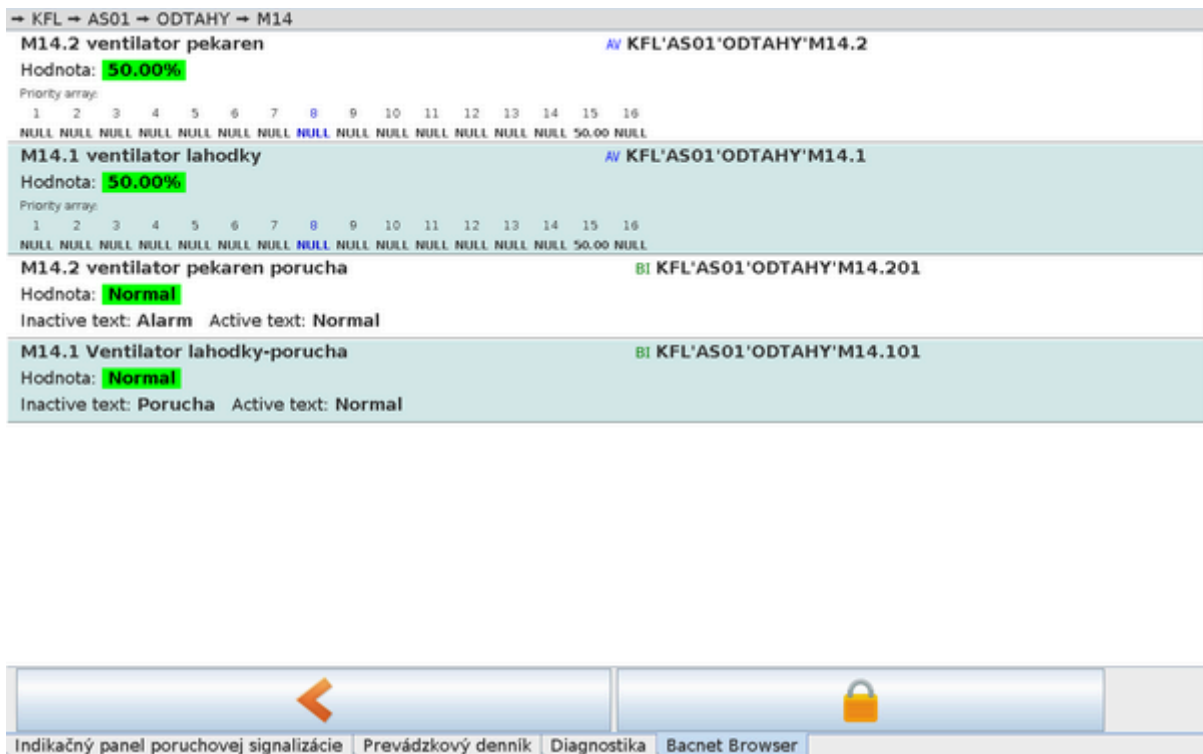 → KFL → AS01 → ODTAHY → M14
M14.2 ventilator pekaren AV KFL'AS01'ODTAHY'M14.2
Hodnota: 50.00%
Priority array:
1 2 3 4 5 6 7 8 9 10 11 12 13 14 15 16
NULL NULL NULL NULL NULL NULL NULL NULL NULL NULL NULL NULL NULL NULL 50.00 NULL
M14.1 ventilator lahodky AV KFL'AS01'ODTAHY'M14.1
Hodnota: 50.00%
Priority array:
1 2 3 4 5 6 7 8 9 10 11 12 13 14 15 16
NULL NULL NULL NULL NULL NULL NULL NULL NULL NULL NULL NULL NULL NULL 50.00 NULL
M14.2 ventilator pekaren porucha BI KFL'AS01'ODTAHY'M14.201
Hodnota: Normal
Inactive text: Alarm Active text: Normal
M14.1 Ventilator lahodky-porucha BI KFL'AS01'ODTAHY'M14.101
Hodnota: Normal
Inactive text: Porucha Active text: Normal
Indikačný panel poruchovej signalizácie Prevádzkový denník Diagnostika Bacnet Browser